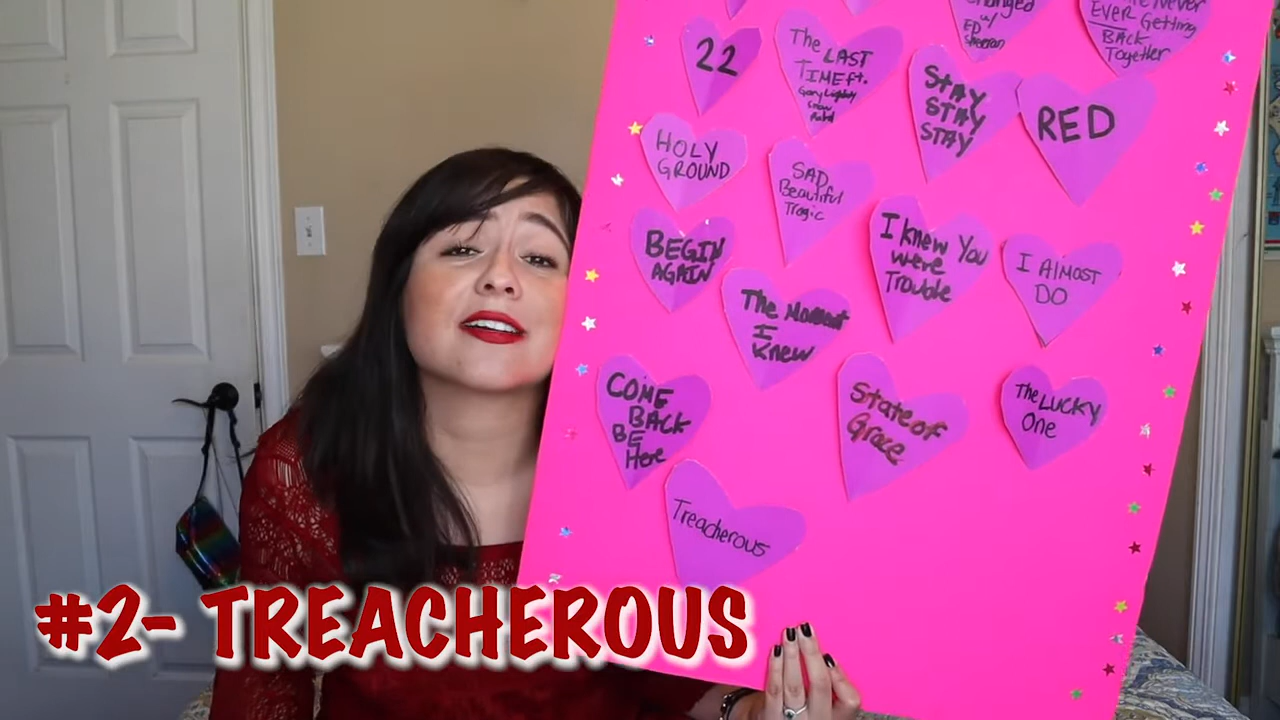 changed
w/
ED
Sheeran
Never
EVER Getting
BACK
Together
22
The LAST
TIME Ft.
Gary Lightly
Snow
Patrol
STAY
STAY
STAY
RED
HOLY
GROUND
SAD
Beautiful
Tragic
I knew You
were
Trouble
I ALMOST
DO
BEGIN
AGAIN
The Moment
I
Knew
COME
BACK
BE
Here
State of
Grace
The LUCKY
One
Treacherous
#2- TREACHEROUS